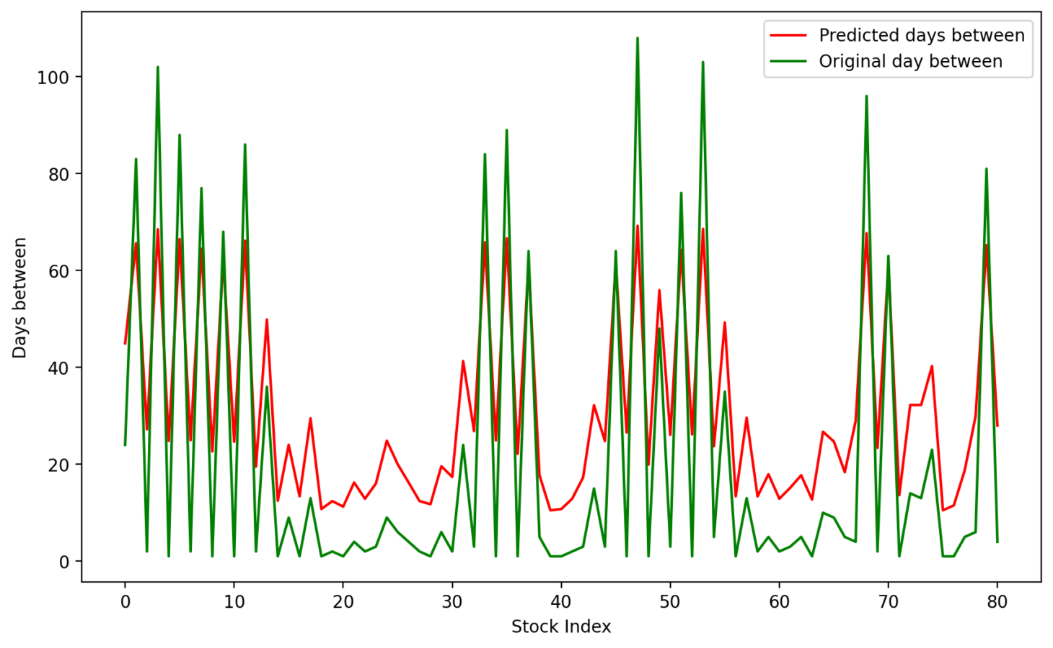 Predicted days between
Original day between
100
80
60
40
20
0
Days between
0 10 20 30 40 50 60 70 80
Stock Index